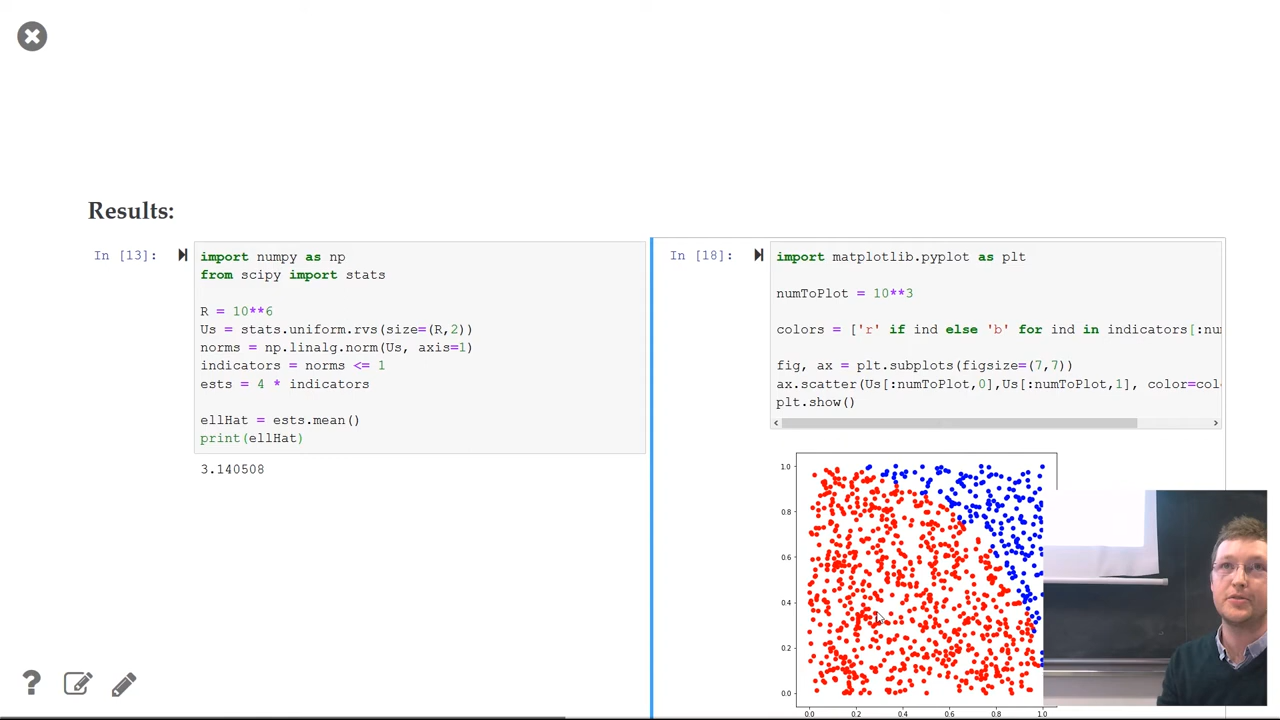 Results:
In [13]:
import numpy as np
from scipy import stats
R = 10**6
Us = stats.uniform.rvs(size=(R,2))
norms = np.linalg.norm(Us, axis=1)
indicators = norms <= 1
ests = 4 * indicators
ellHat = ests.mean()
print(ellHat)
3.140508
In [18]:
import matplotlib.pyplot as plt
numToPlot = 10**3
colors = ['r' if ind else 'b' for ind in indicators[:nu
fig, ax = plt.subplots(figsize=(7,7))
ax.scatter(Us[:numToPlot,0],Us[:numToPlot,1], color=col
plt.show()
1.0
0.8
0.6
0.4
0.2
0.0
0.0 0.2 0.4 0.6 0.8 1.0
?